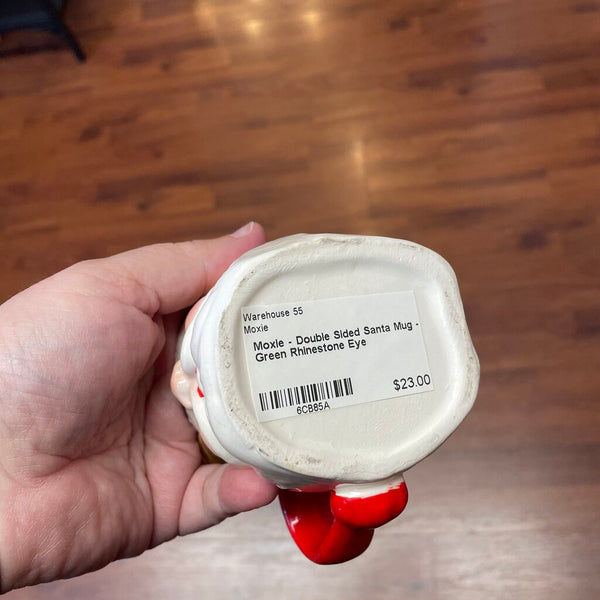 Warehouse 55
Moxie
Moxie - Double Sided Santa Mug -
Green Rhinestone Eye
$23.00
6CB85A